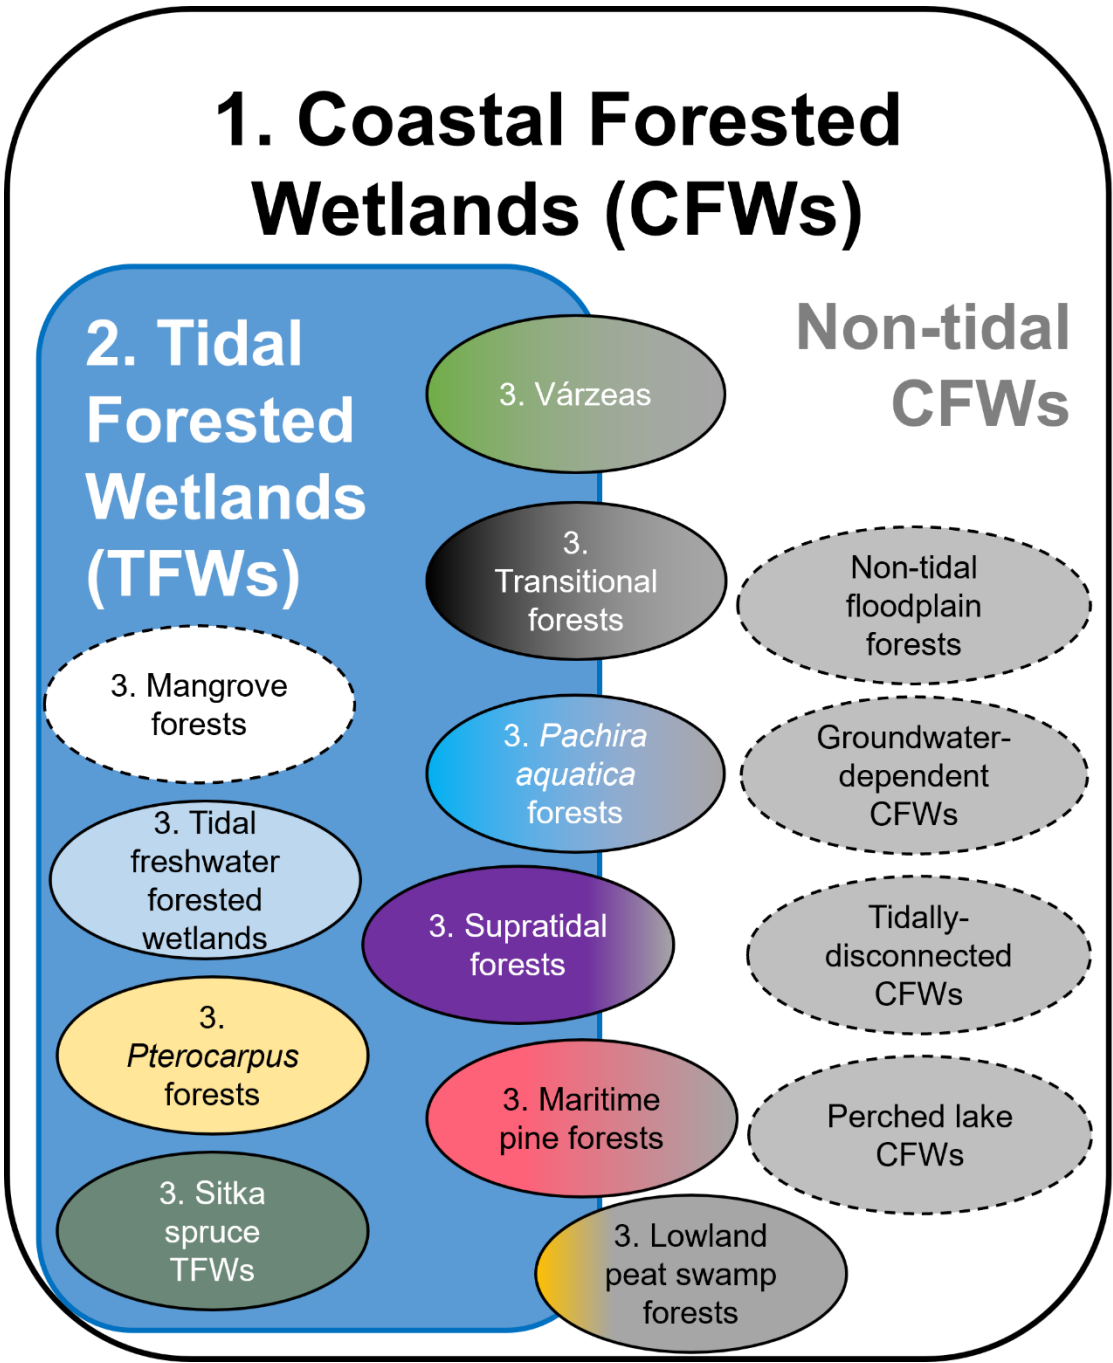 1. Coastal Forested
Wetlands (CFWs)
2. Tidal
Forested
Wetlands
(TFWs)
Non-tidal
CFWs
3. Várzeas
3.
Transitional
forests
Non-tidal
floodplain
forests
3. Mangrove
forests
3. Pachira
aquatica
forests
Groundwater-
dependent
CFWs
3. Tidal
freshwater
forested
wetlands
3. Supratidal
forests
Tidally-
disconnected
CFWs
3.
Pterocarpus
forests
3. Maritime
pine forests
Perched lake
CFWs
3. Sitka
spruce
TFWs
3. Lowland
peat swamp
forests